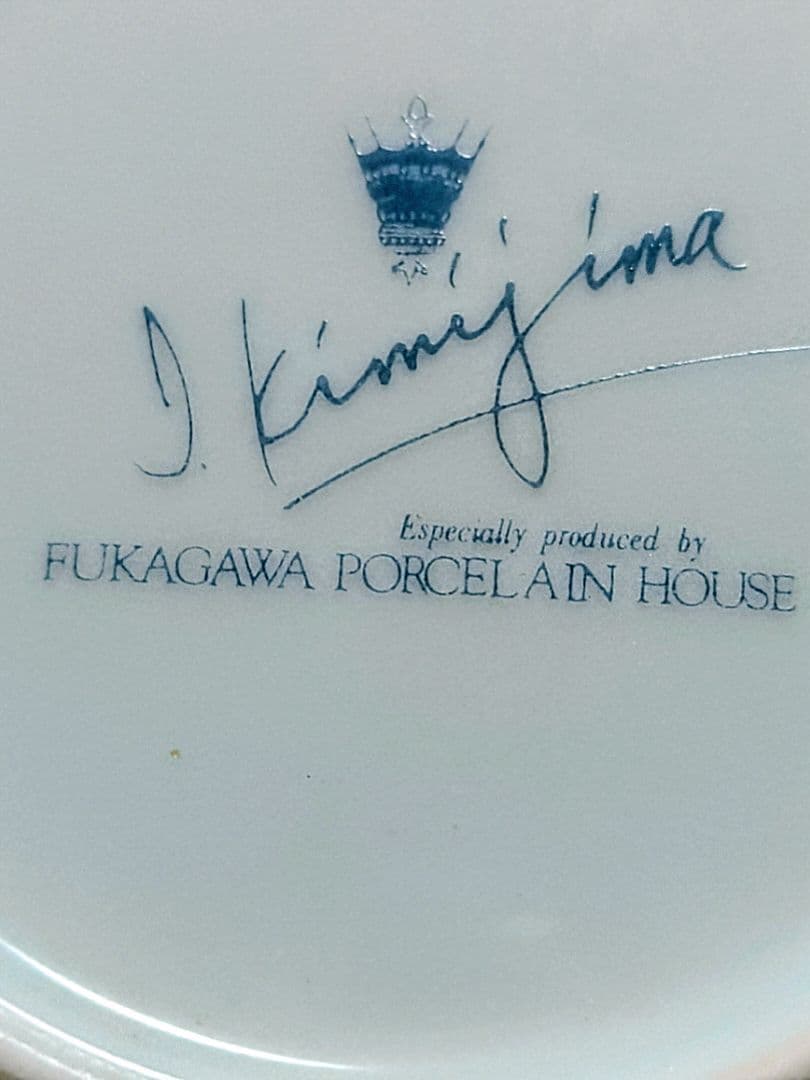 I. Kimijima
Especially produced by
FUKAGAWA PORCELAIN HOUSE